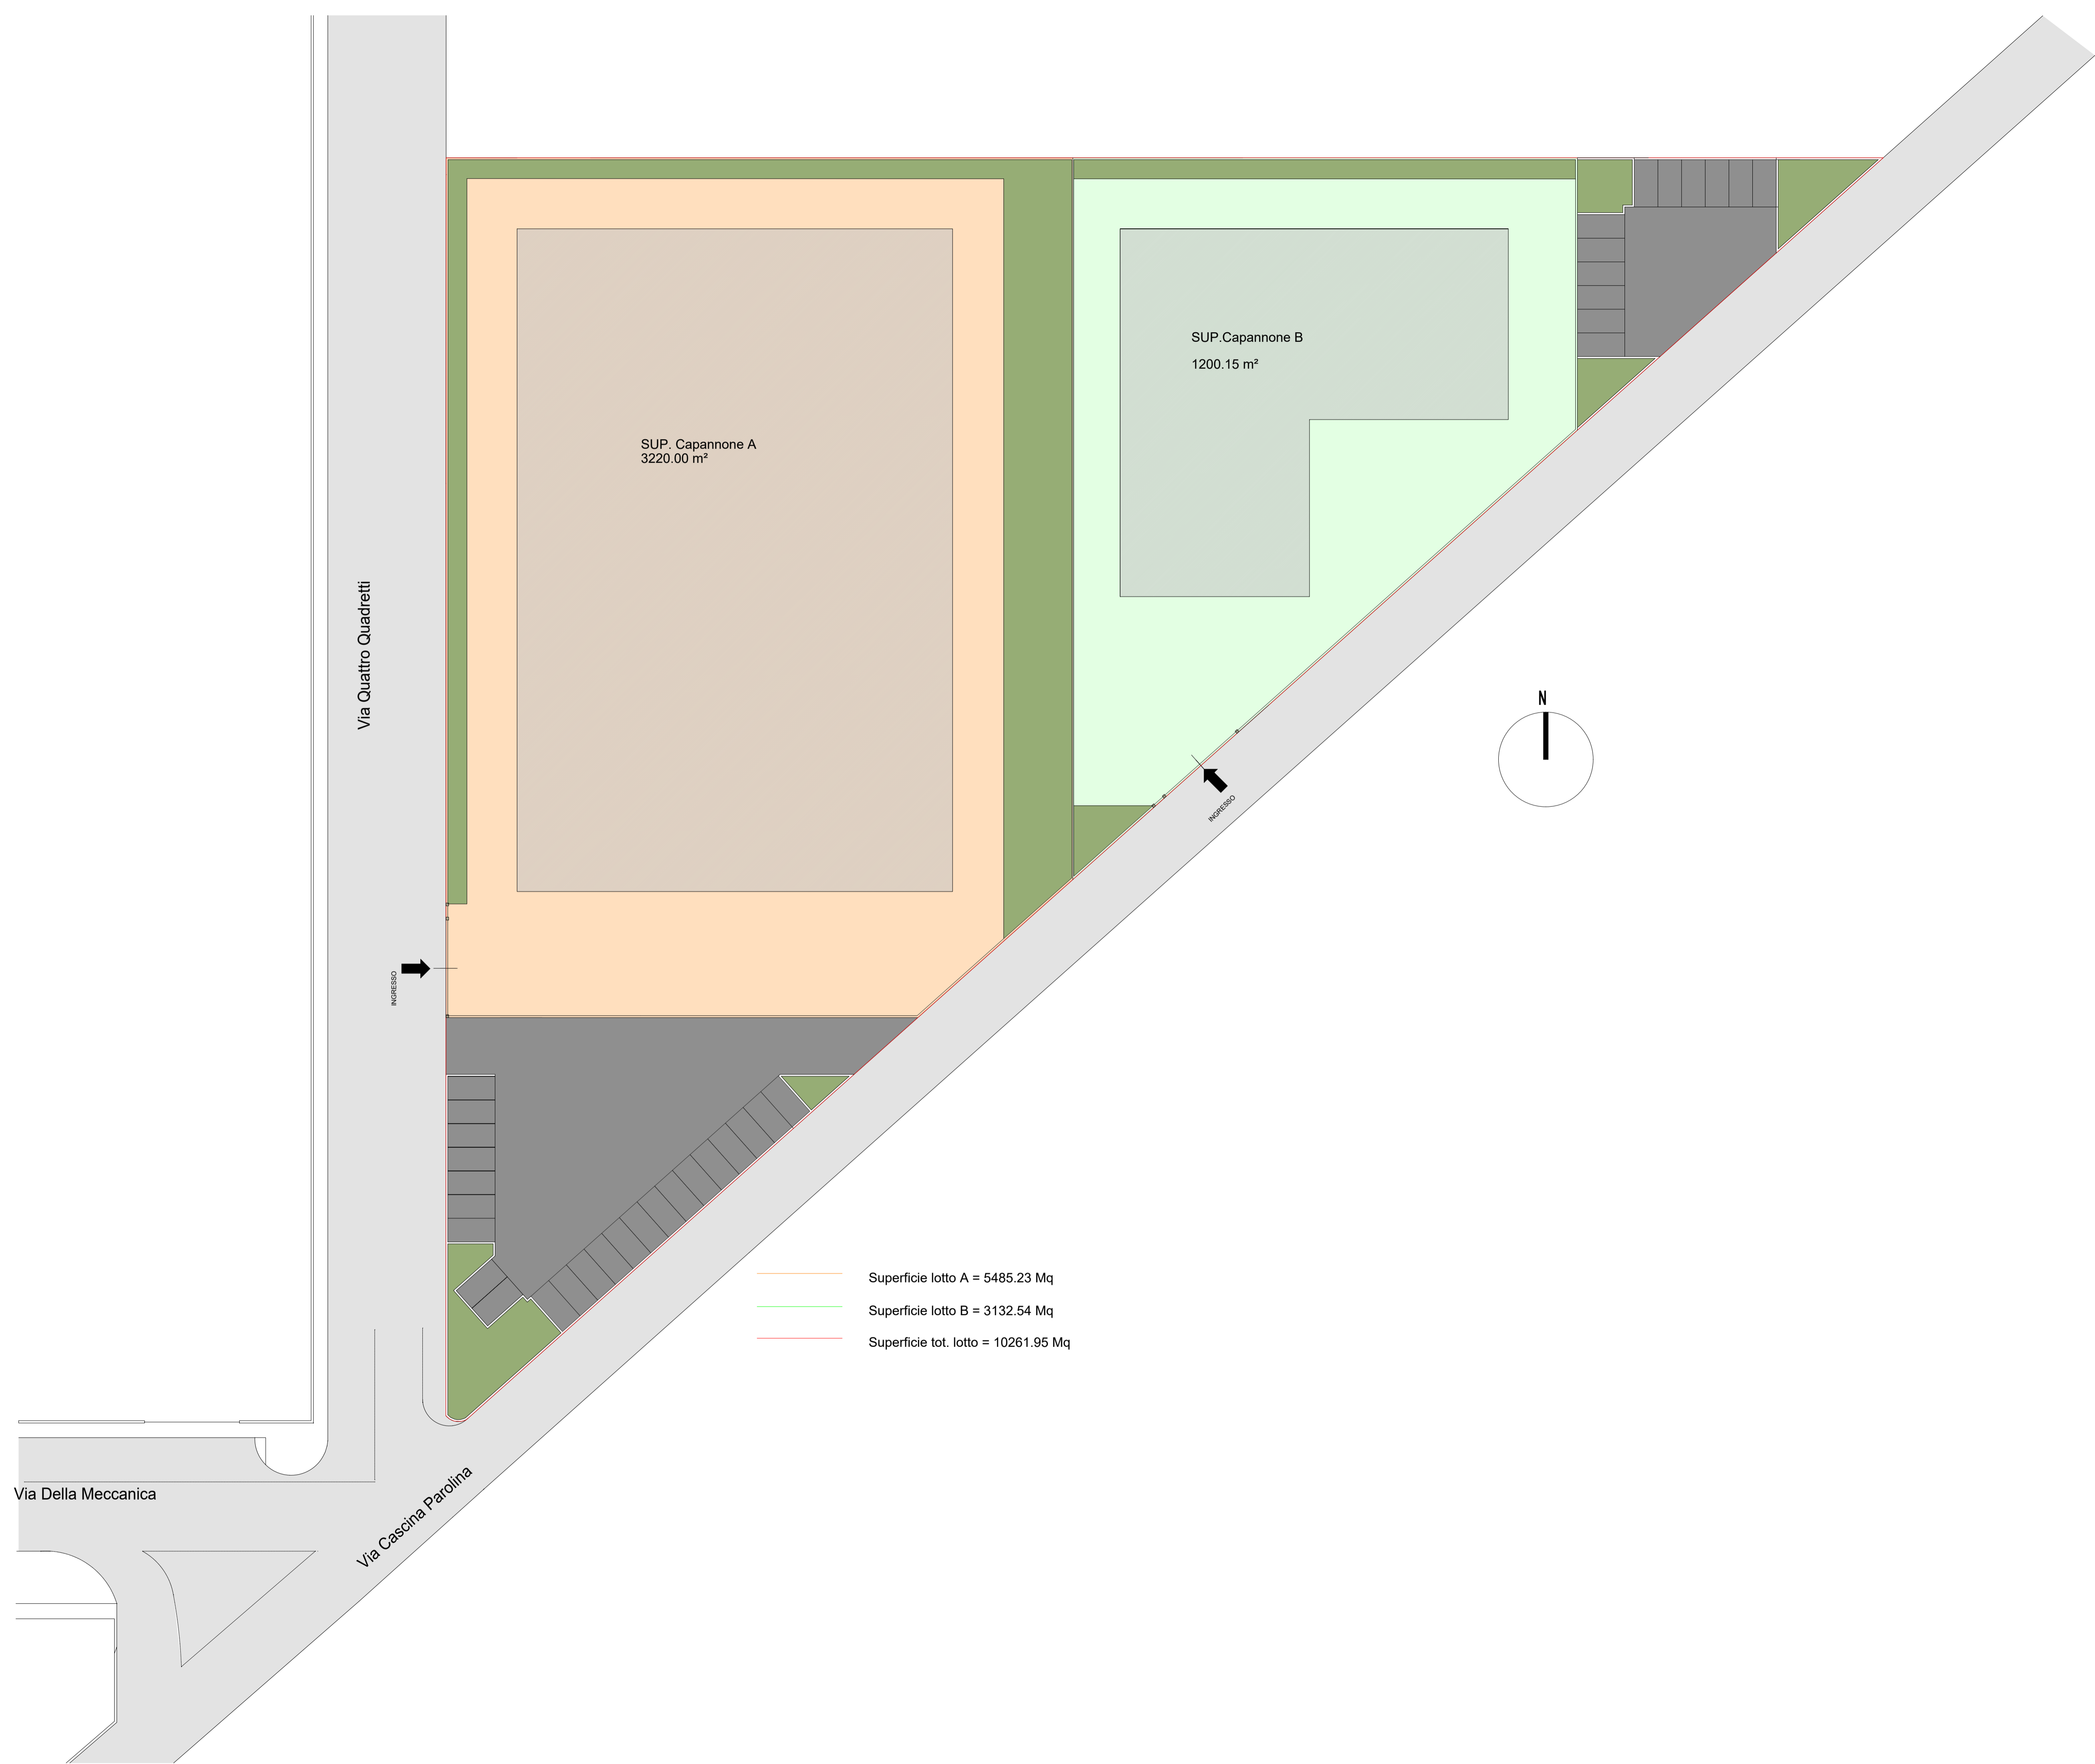 SUP.Capannone B
1200.15 m²
SUP. Capannone A
3220.00 m²
Via Quattro Quadretti
N
INGRESSO
INGRESSO
Superficie lotto A = 5485.23 Mq
Superficie lotto B = 3132.54 Mq
Superficie tot. lotto = 10261.95 Mq
Via Della Meccanica
Via Cascina Parolina